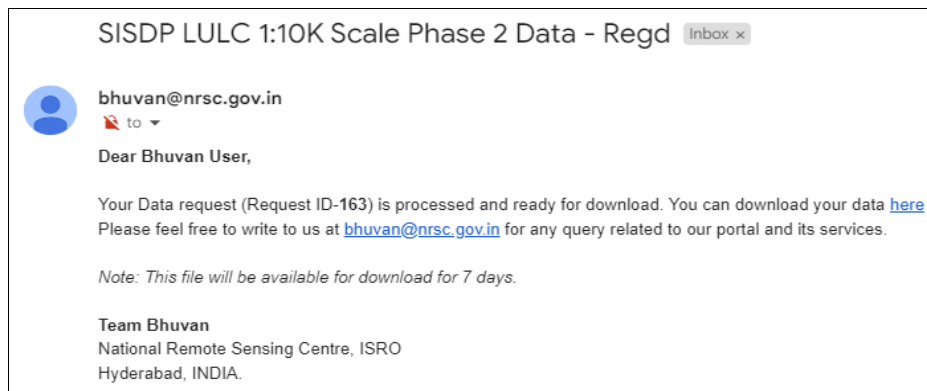 SISDP LULC 1:10K Scale Phase 2 Data - Regd Inbox ×
bhuvan@nrsc.gov.in
to
Dear Bhuvan User,
Your Data request (Request ID-163) is processed and ready for download. You can download your data here
Please feel free to write to us at bhuvan@nrsc.gov.in for any query related to our portal and its services.
Note: This file will be available for download for 7 days.
Team Bhuvan
National Remote Sensing Centre, ISRO
Hyderabad, INDIA.